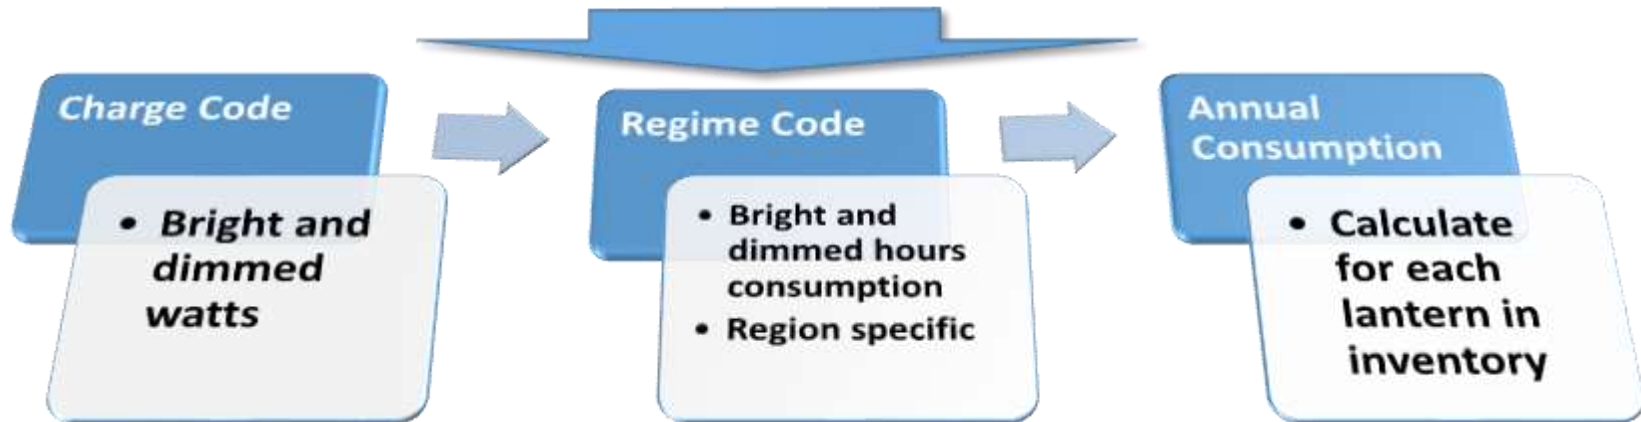 Charge Code
• Bright and
dimmed
watts
Regime Code
• Bright and
dimmed hours
consumption
• Region specific
Annual
Consumption
• Calculate
for each
lantern in
inventory